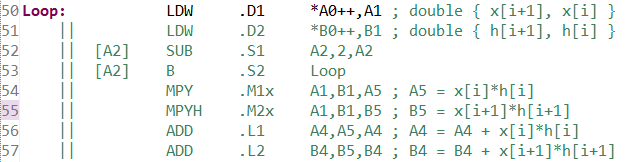 50 Loop: LDW .D1 *A0++,A1 ; double { x[i+1], x[i] }
51 || LDW .D2 *B0++,B1 ; double { h[i+1], h[i] }
52 || [A2] SUB .S1 A2,2,A2
53 || [A2] B .S2 Loop
54 || MPY .M1x A1,B1,A5 ; A5 = x[i]*h[i]
55 || MPYH .M2x A1,B1,B5 ; B5 = x[i+1]*h[i+1]
56 || ADD .L1 A4,A5,A4 ; A4 = A4 + x[i]*h[i]
57 || ADD .L2 B4,B5,B4 ; B4 = B4 + x[i+1]*h[i+1]